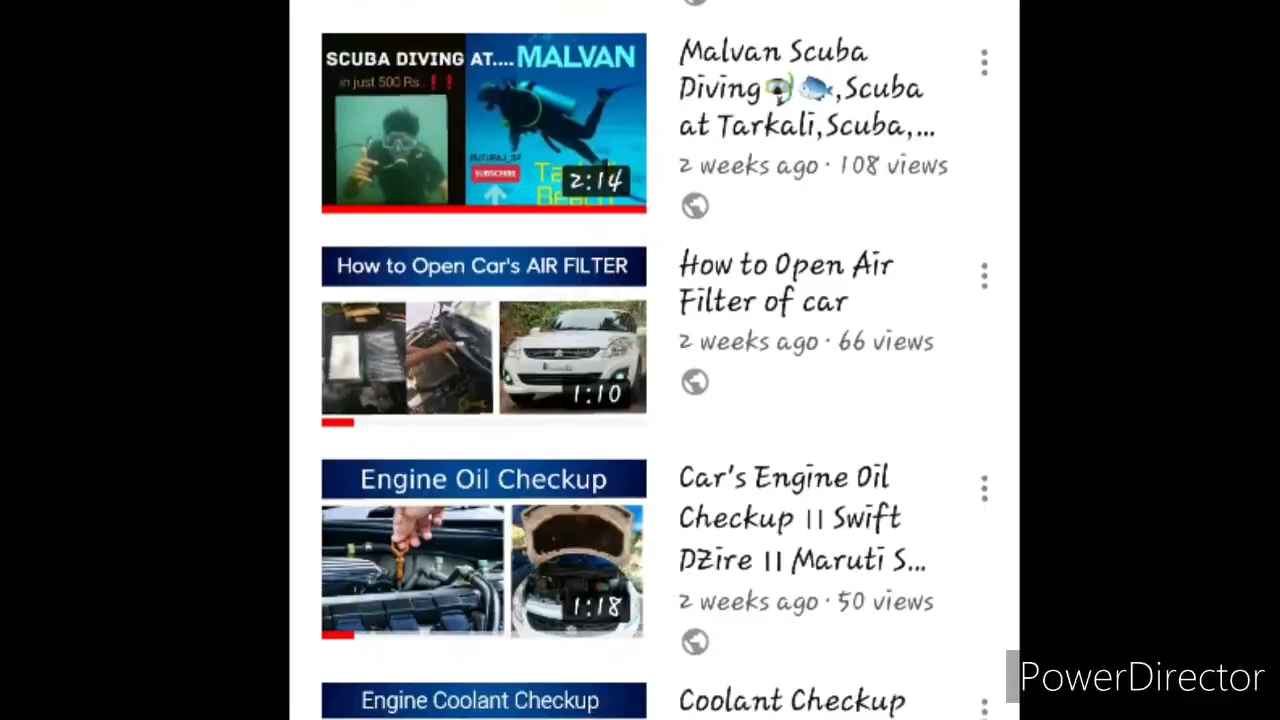 SCUBA DIVING AT....MALVAN
in just 500 Rs..❗❗
RUTURAJ_07
SUBSCRIBE
2:14
Malvan Scuba
Diving🤿🐟,Scuba
at Tarkali,Scuba,...
2 weeks ago · 108 views
How to Open Car's AIR FILTER
1:10
How to Open Air
Filter of car
2 weeks ago · 66 views
Engine Oil Checkup
1:18
Car's Engine Oil
Checkup || Swift
DZire || Maruti S...
2 weeks ago · 50 views
Engine Coolant Checkup
Coolant Checkup
PowerDirector